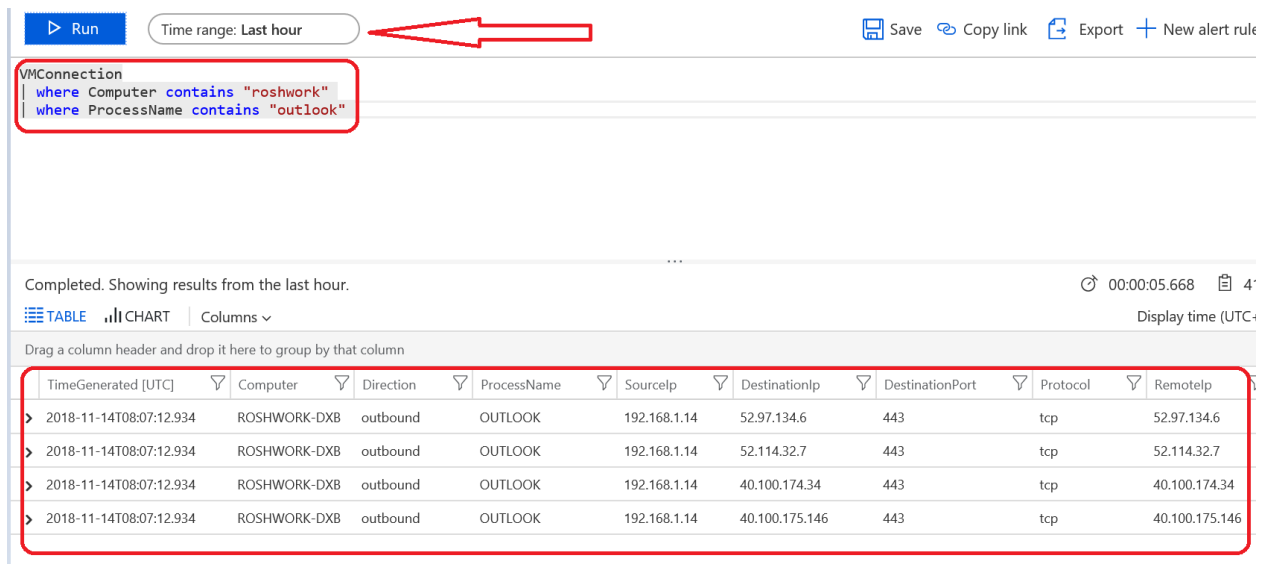 Run Time range: Last hour Save Copy link Export New alert rule
VMConnection
| where Computer contains "roshwork"
| where ProcessName contains "outlook"
...
Completed. Showing results from the last hour. 00:00:05.668 41
TABLE CHART Columns Display time (UTC+
Drag a column header and drop it here to group by that column
TimeGenerated [UTC] Computer Direction ProcessName SourceIp DestinationIp DestinationPort Protocol RemoteIp
2018-11-14T08:07:12.934 ROSHWORK-DXB outbound OUTLOOK 192.168.1.14 52.97.134.6 443 tcp 52.97.134.6
2018-11-14T08:07:12.934 ROSHWORK-DXB outbound OUTLOOK 192.168.1.14 52.114.32.7 443 tcp 52.114.32.7
2018-11-14T08:07:12.934 ROSHWORK-DXB outbound OUTLOOK 192.168.1.14 40.100.174.34 443 tcp 40.100.174.34
2018-11-14T08:07:12.934 ROSHWORK-DXB outbound OUTLOOK 192.168.1.14 40.100.175.146 443 tcp 40.100.175.146